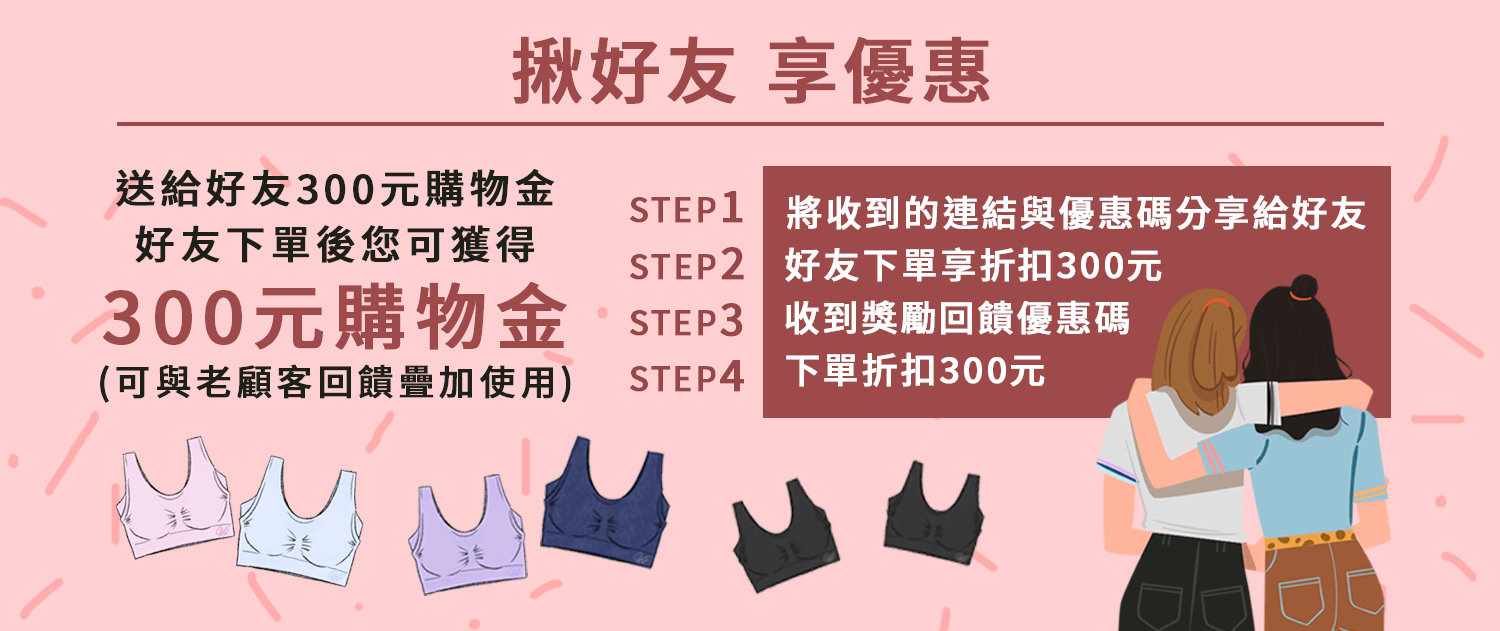 揪好友 享優惠
送給好友300元購物金
好友下單後您可獲得
300元購物金
(可與老顧客回饋疊加使用)
STEP1 將收到的連結與優惠碼分享給好友
STEP2 好友下單享折扣300元
STEP3 收到獎勵回饋優惠碼
STEP4 下單折扣300元